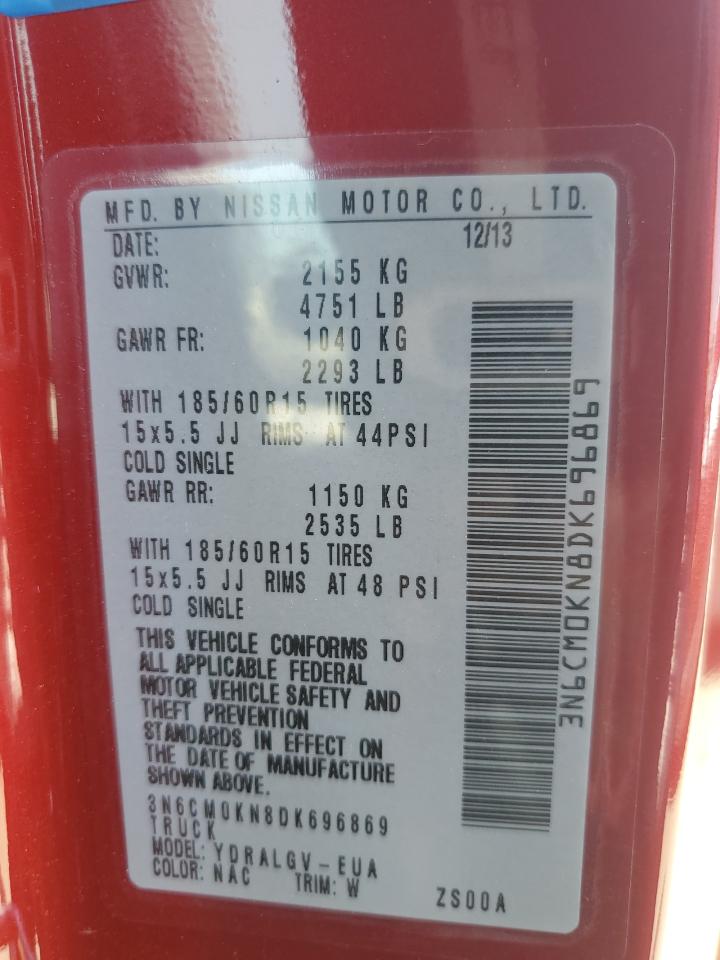 MFD. BY NISSAN MOTOR CO., LTD.
DATE: 12/13
GVWR: 2155 KG
4751 LB
GAWR FR: 1040 KG
2293 LB
WITH 185/60R15 TIRES
15x5.5 JJ RIMS AT 44PSI
COLD SINGLE
GAWR RR: 1150 KG
2535 LB
WITH 185/60R15 TIRES
15x5.5 JJ RIMS AT 48 PSI
COLD SINGLE
THIS VEHICLE CONFORMS TO
ALL APPLICABLE FEDERAL
MOTOR VEHICLE SAFETY AND
THEFT PREVENTION
STANDARDS IN EFFECT ON
THE DATE OF MANUFACTURE
SHOWN ABOVE.
3N6CM0KN8DK696869
TRUCK
MODEL: YDRALGV-EUA
COLOR: NAC TRIM: W ZS00A
3N6CM0KN8DK696869